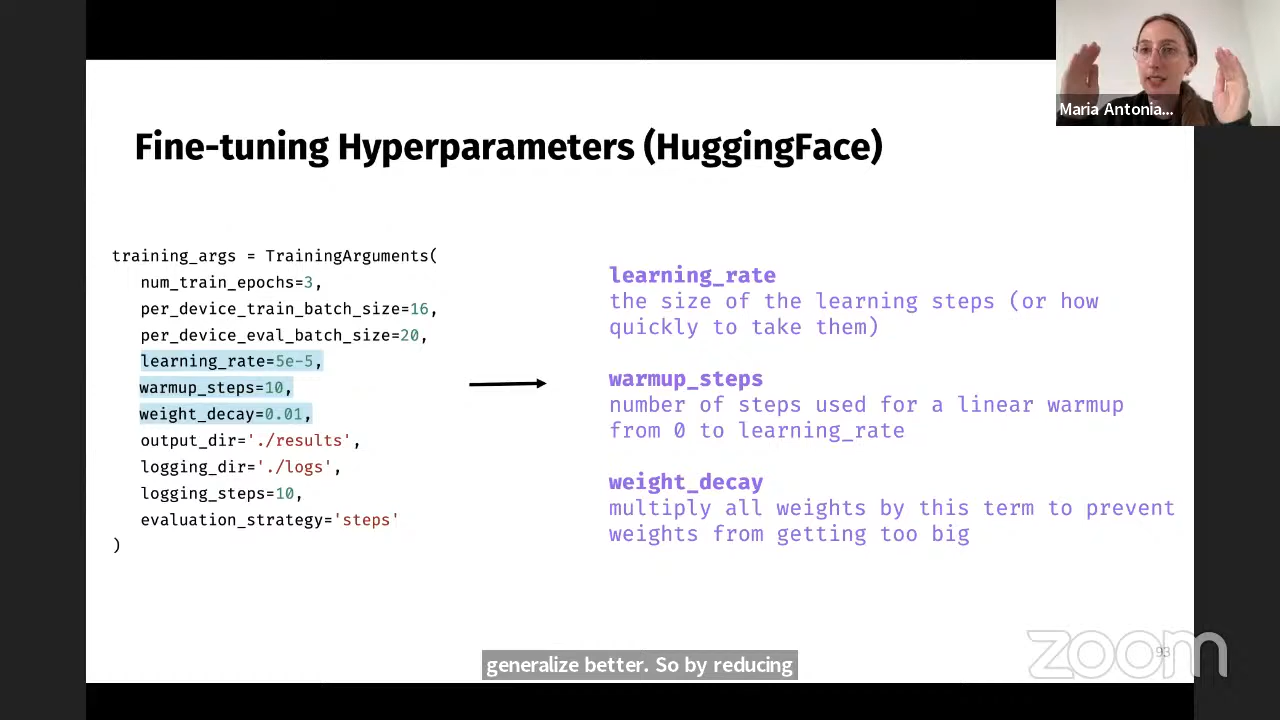 Maria Antonia...
Fine-tuning Hyperparameters (HuggingFace)
training_args = TrainingArguments(
num_train_epochs=3,
per_device_train_batch_size=16,
per_device_eval_batch_size=20,
learning_rate=5e-5,
warmup_steps=10,
weight_decay=0.01,
output_dir='./results',
logging_dir='./logs',
logging_steps=10,
evaluation_strategy='steps'
)
learning_rate
the size of the learning steps (or how
quickly to take them)
warmup_steps
number of steps used for a linear warmup
from 0 to learning_rate
weight_decay
multiply all weights by this term to prevent
weights from getting too big
generalize better. So by reducing
zoom
93